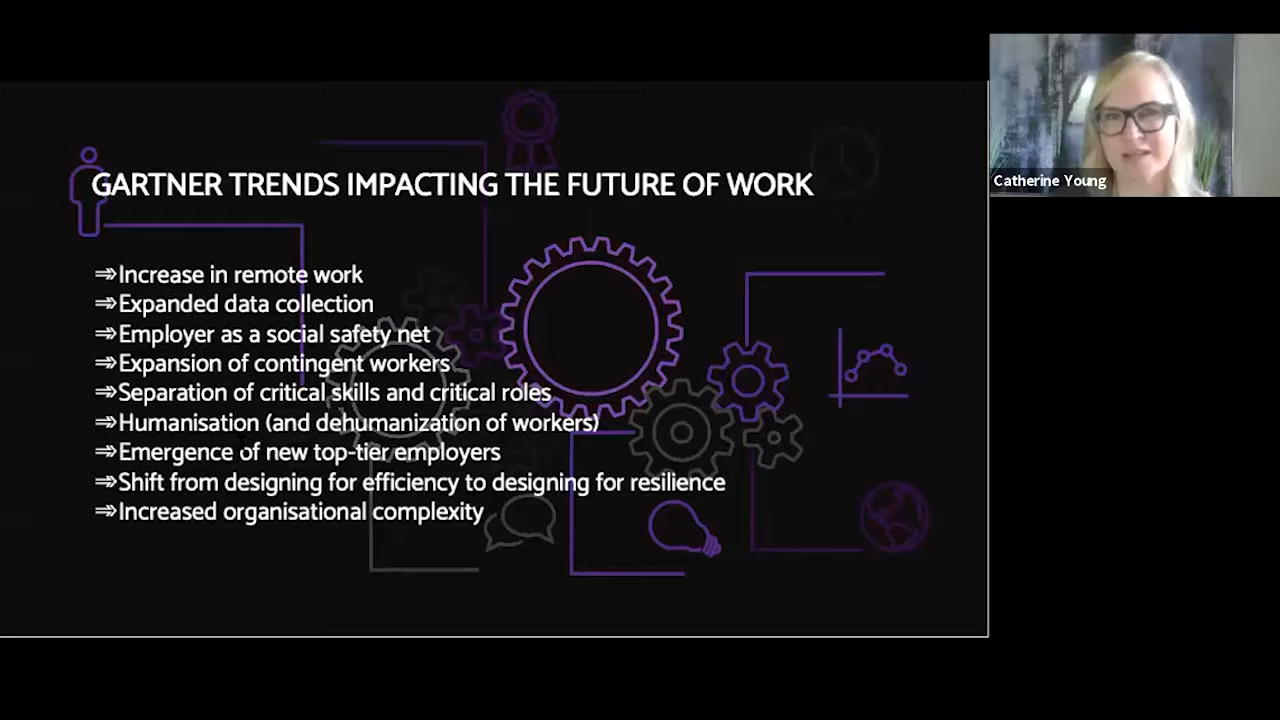 GARTNER TRENDS IMPACTING THE FUTURE OF WORK
⇒Increase in remote work
⇒Expanded data collection
⇒Employer as a social safety net
⇒Expansion of contingent workers
⇒Separation of critical skills and critical roles
⇒Humanisation (and dehumanization of workers)
⇒Emergence of new top-tier employers
⇒Shift from designing for efficiency to designing for resilience
⇒Increased organisational complexity
Catherine Young